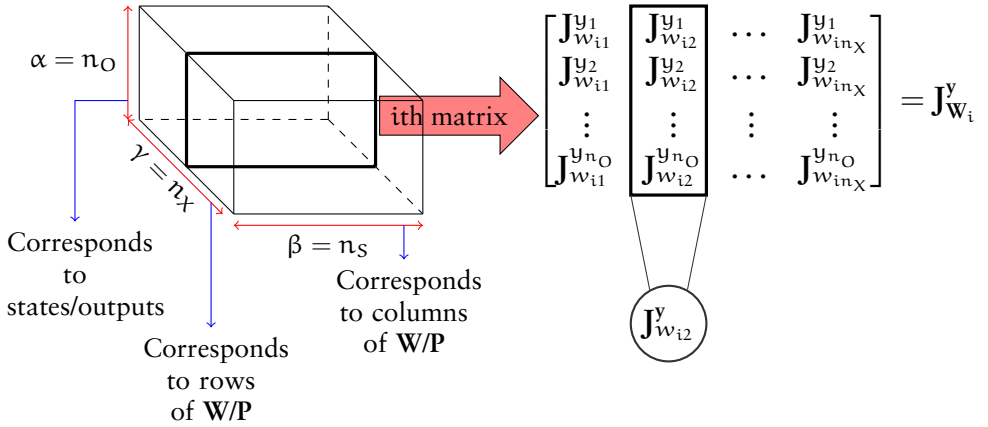 α = n_O
γ = n_X
β = n_S
Corresponds
to
states/outputs
Corresponds
to rows
of W/P
Corresponds
to columns
of W/P
ith matrix
J^{y_1}_{w_{i1}} J^{y_1}_{w_{i2}} … J^{y_1}_{w_{in_X}}
J^{y_2}_{w_{i1}} J^{y_2}_{w_{i2}} … J^{y_2}_{w_{in_X}}
⋮ ⋮ ⋮ ⋮
J^{y_{n_O}}_{w_{i1}} J^{y_{n_O}}_{w_{i2}} … J^{y_{n_O}}_{w_{in_X}}
= J^{y}_{W_i}
J^{y}_{w_{i2}}